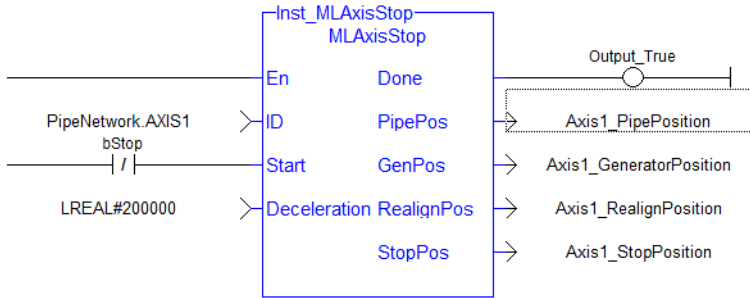 Inst_MLAxisStop
MLAxisStop
Output_True
En Done
PipeNetwork.AXIS1 ID PipePos Axis1_PipePosition
bStop
/ Start GenPos Axis1_GeneratorPosition
LREAL#200000 Deceleration RealignPos Axis1_RealignPosition
StopPos Axis1_StopPosition